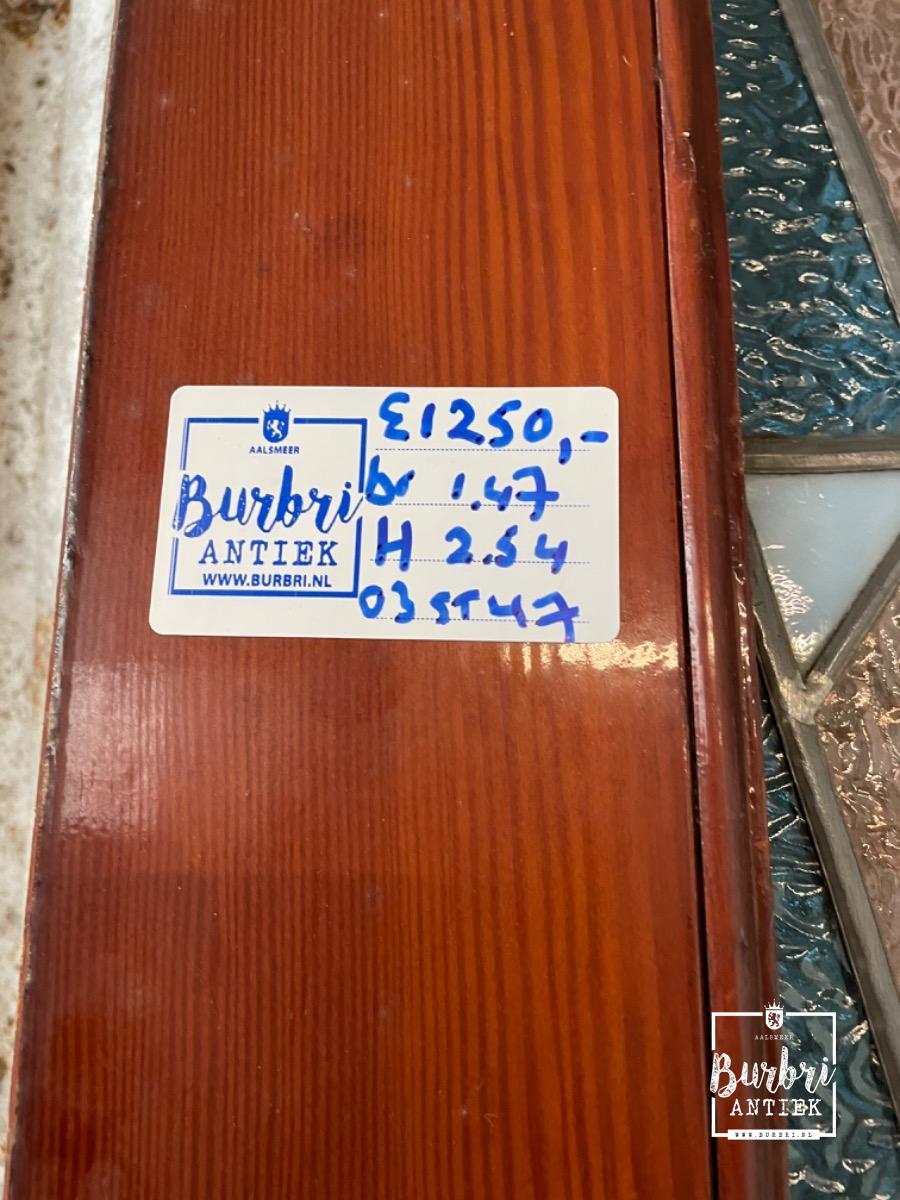 AALSMEER
Burbri
ANTIEK
WWW.BURBRI.NL
€1250,-
br 1.47
H 2.54
03ST47
AALSMEER
Burbri
ANTIEK
WWW.BURBRI.NL